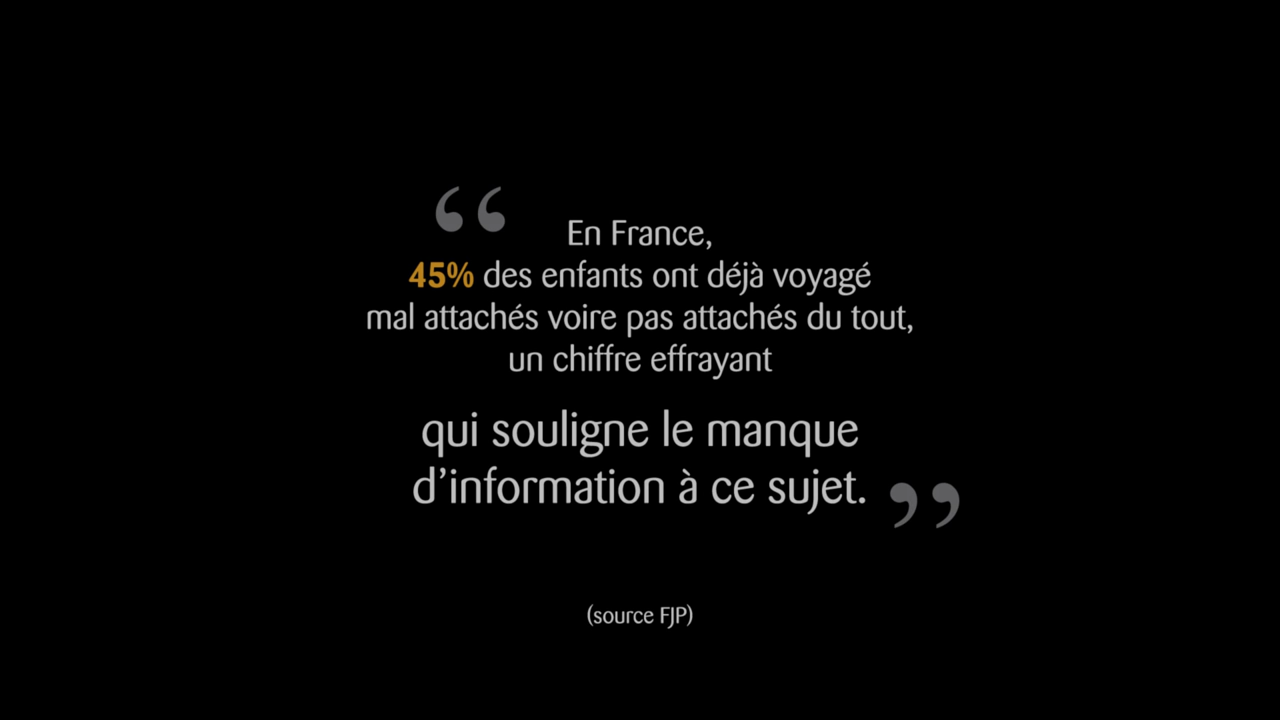 “ En France,
45% des enfants ont déjà voyagé
mal attachés voire pas attachés du tout,
un chiffre effrayant
qui souligne le manque
d’information à ce sujet. ”
(source FJP)